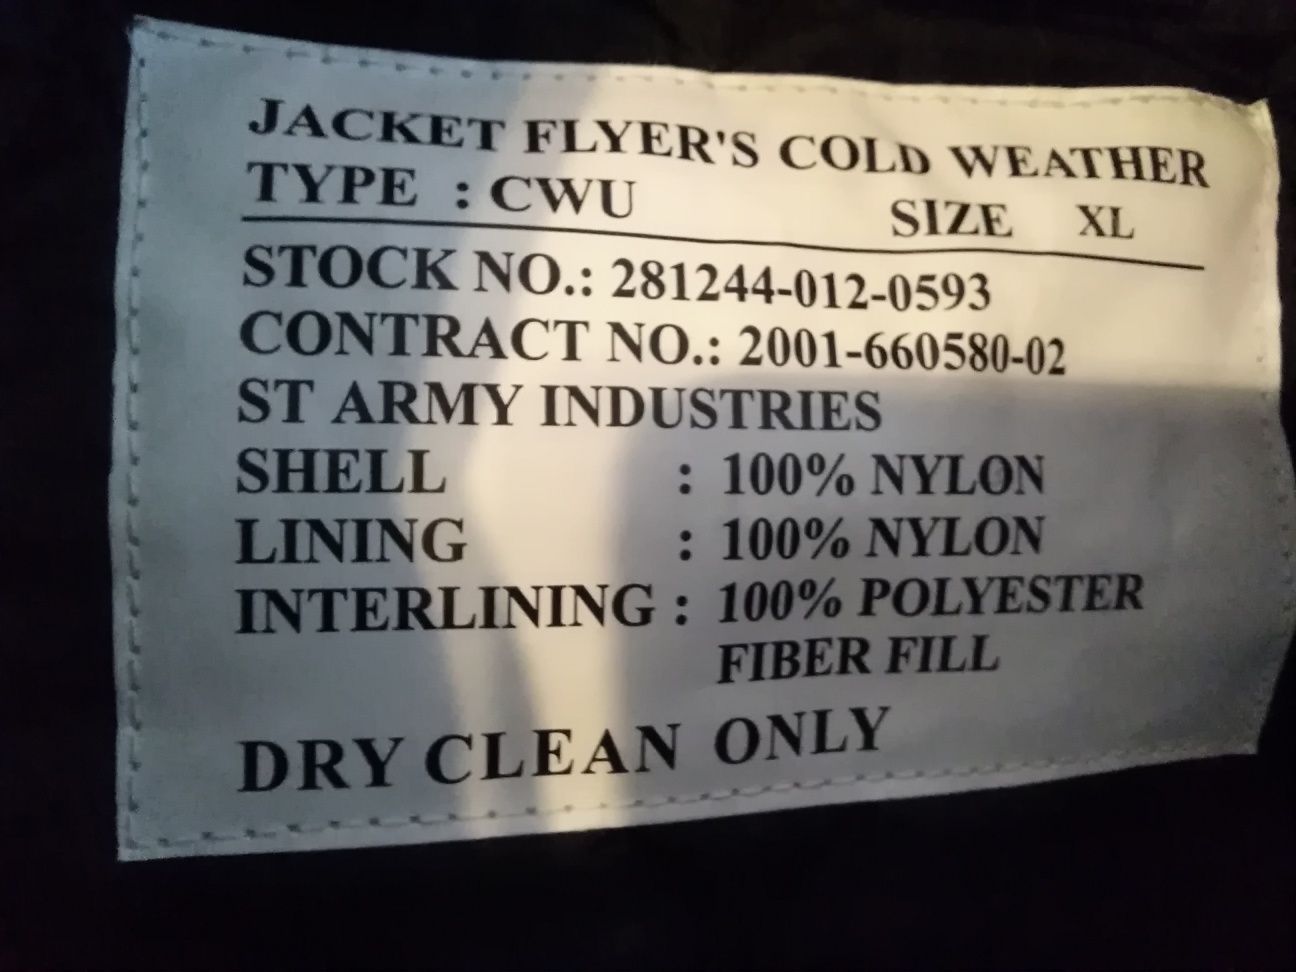 JACKET FLYER'S COLD WEATHER
TYPE : CWU SIZE XL
STOCK NO.: 281244-012-0593
CONTRACT NO.: 2001-660580-02
ST ARMY INDUSTRIES
SHELL : 100% NYLON
LINING : 100% NYLON
INTERLINING : 100% POLYESTER
FIBER FILL
DRY CLEAN ONLY